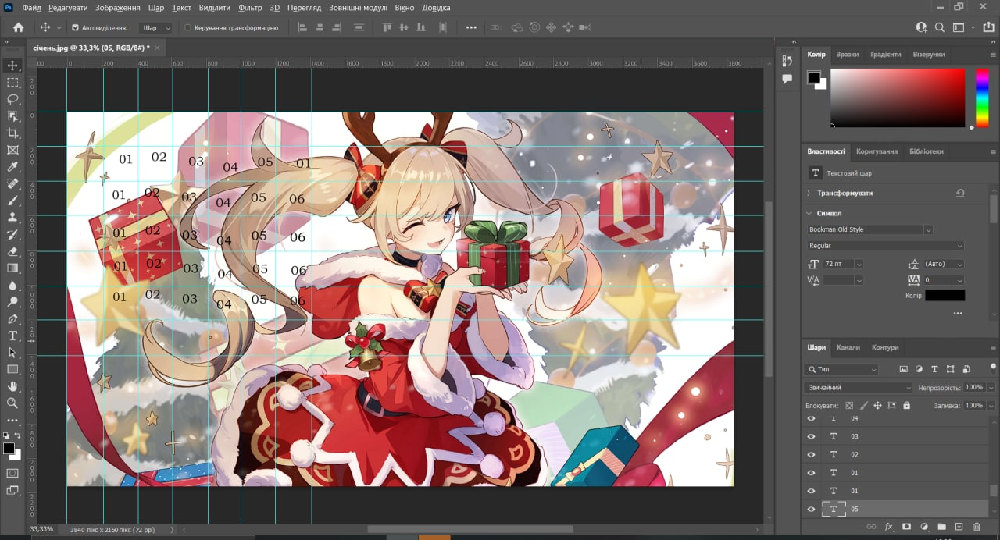 Ps Файл Редагувати Зображення Шар Текст Виділити Фільтр 3D Перегляд Зовнішні модулі Вікно Довідка
Автовиділення: Шар Керування трансформацією 3D:
січень.jpg @ 33,3% (05, RGB/8#) *
0 200 400 600 800 1000 1200 1400 1600 1800 2000 2200 2400 2600 2800 3000 3200 3400 3600 3800
01 02 03 04 05 01
01 02 03 04 05 06
01 02 03 04 05 06
01 02 03 04 05 06
01 02 03 04 05 06
33,33% 3840 пікс x 2160 пікс (72 ppi)
Колір Зразки Градієнти Візерунки
Властивості Коригування Бібліотеки
T Текстовий шар
Трансформувати
Символ
Bookman Old Style
Regular
72 пт (Авто)
V/A VA 0
Колір
Шари Канали Контури
Тип
Звичайний Непрозорість: 100%
Блокувати: Заливка: 100%
T 04
T 03
T 02
T 01
T 01
T 05
fx